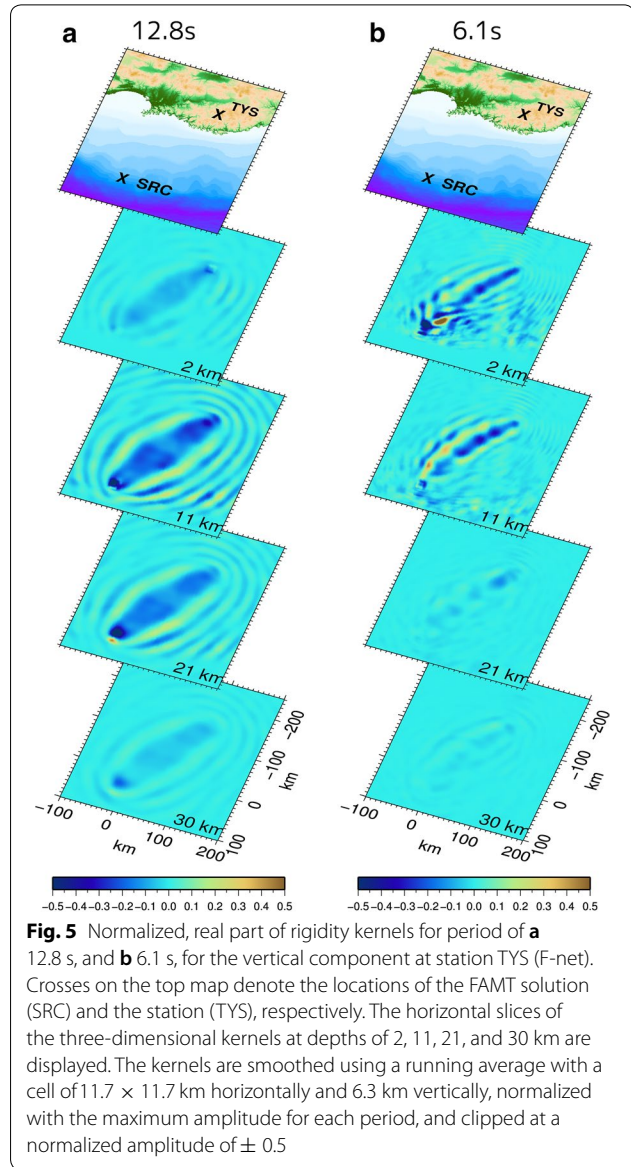 a 12.8s b 6.1s
TYS TYS
SRC SRC
2 km 2 km
11 km 11 km
21 km 21 km
30 km 30 km
−100 0 100 200 km
100 0 −100 −200 km
−100 0 100 200 km
100 0 −100 −200 km
−0.5 −0.4 −0.3 −0.2 −0.1 0.0 0.1 0.2 0.3 0.4 0.5
−0.5 −0.4 −0.3 −0.2 −0.1 0.0 0.1 0.2 0.3 0.4 0.5
Fig. 5 Normalized, real part of rigidity kernels for period of a
12.8 s, and b 6.1 s, for the vertical component at station TYS (F-net).
Crosses on the top map denote the locations of the FAMT solution
(SRC) and the station (TYS), respectively. The horizontal slices of
the three-dimensional kernels at depths of 2, 11, 21, and 30 km are
displayed. The kernels are smoothed using a running average with a
cell of 11.7 × 11.7 km horizontally and 6.3 km vertically, normalized
with the maximum amplitude for each period, and clipped at a
normalized amplitude of ± 0.5